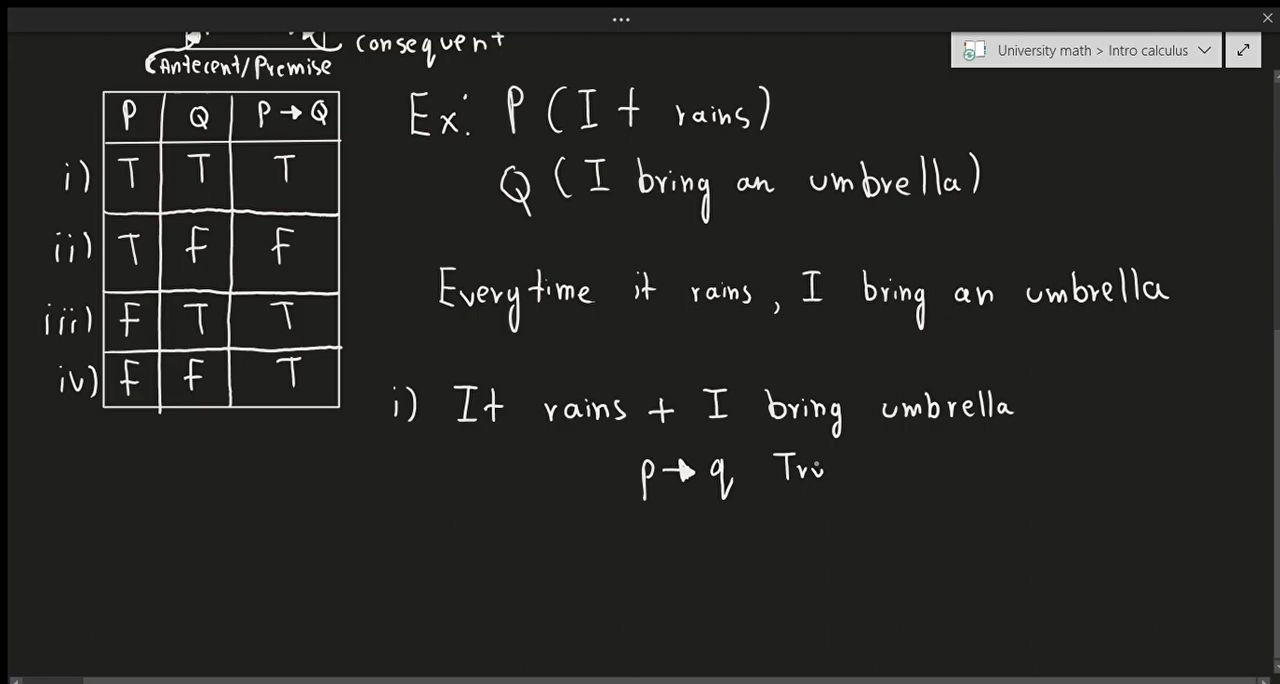 ...
University math > Intro calculus
Consequent
(Antecent/Premise
P Q P → Q
i) T T T
ii) T F F
iii) F T T
iv) F F T
Ex: P (It rains)
Q (I bring an umbrella)
Everytime it rains, I bring an umbrella
i) It rains + I bring umbrella
p → q Tru